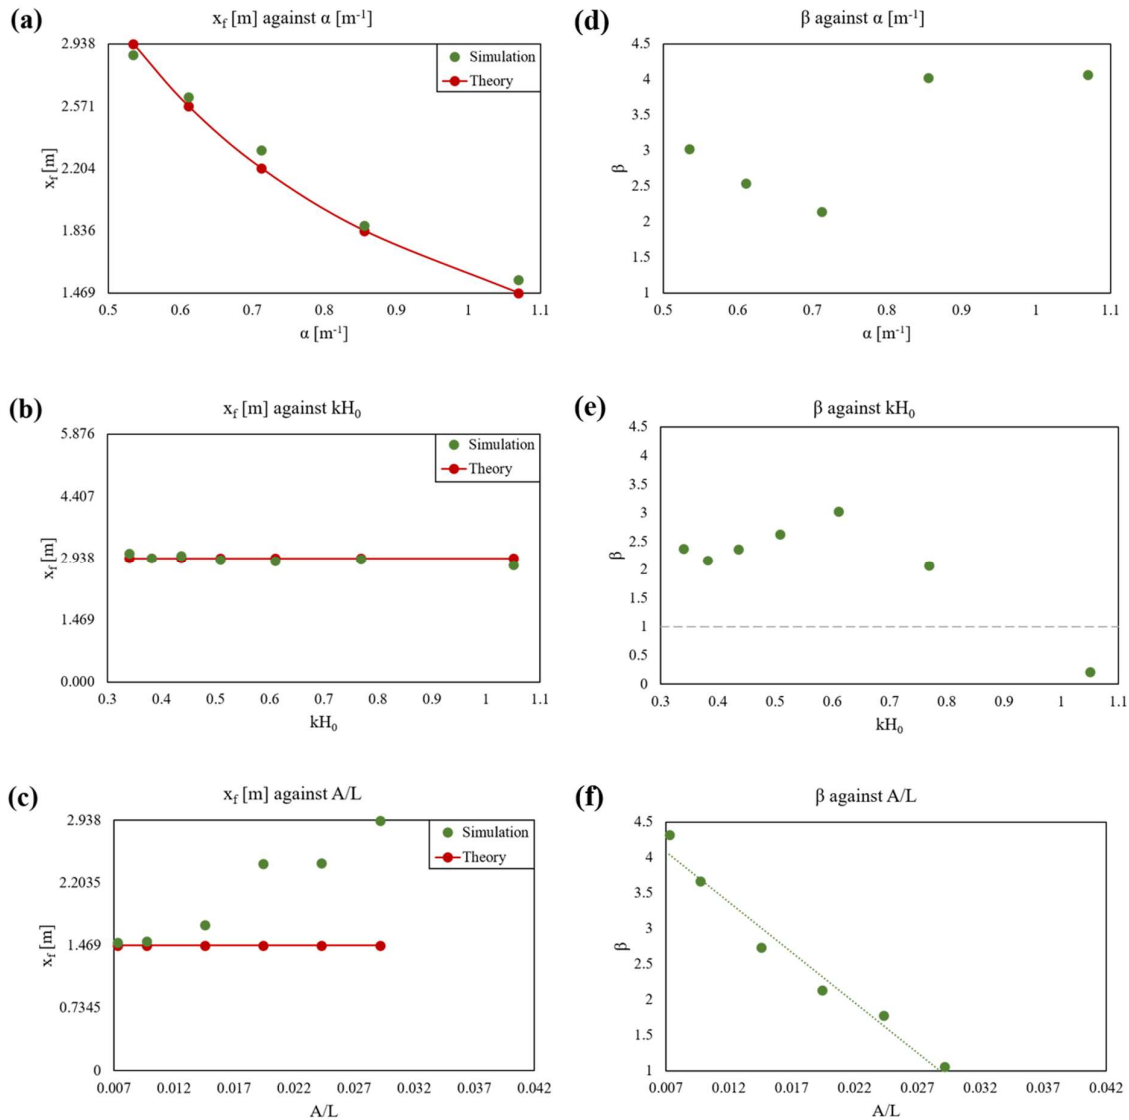 (a)
x_f [m] against α [m⁻¹]
2.938
2.571
2.204
1.836
1.469
x_f [m]
Simulation
Theory
0.5 0.6 0.7 0.8 0.9 1 1.1
α [m⁻¹]
(d)
β against α [m⁻¹]
4.5
4
3.5
3
2.5
2
1.5
1
β
0.5 0.6 0.7 0.8 0.9 1 1.1
α [m⁻¹]
(b)
x_f [m] against kH₀
5.876
4.407
2.938
1.469
0.000
x_f [m]
Simulation
Theory
0.3 0.4 0.5 0.6 0.7 0.8 0.9 1 1.1
kH₀
(e)
β against kH₀
4.5
4
3.5
3
2.5
2
1.5
1
0.5
0
β
0.3 0.4 0.5 0.6 0.7 0.8 0.9 1 1.1
kH₀
(c)
x_f [m] against A/L
2.938
2.2035
1.469
0.7345
0
x_f [m]
Simulation
Theory
0.007 0.012 0.017 0.022 0.027 0.032 0.037 0.042
A/L
(f)
β against A/L
4.5
4
3.5
3
2.5
2
1.5
1
β
0.007 0.012 0.017 0.022 0.027 0.032 0.037 0.042
A/L